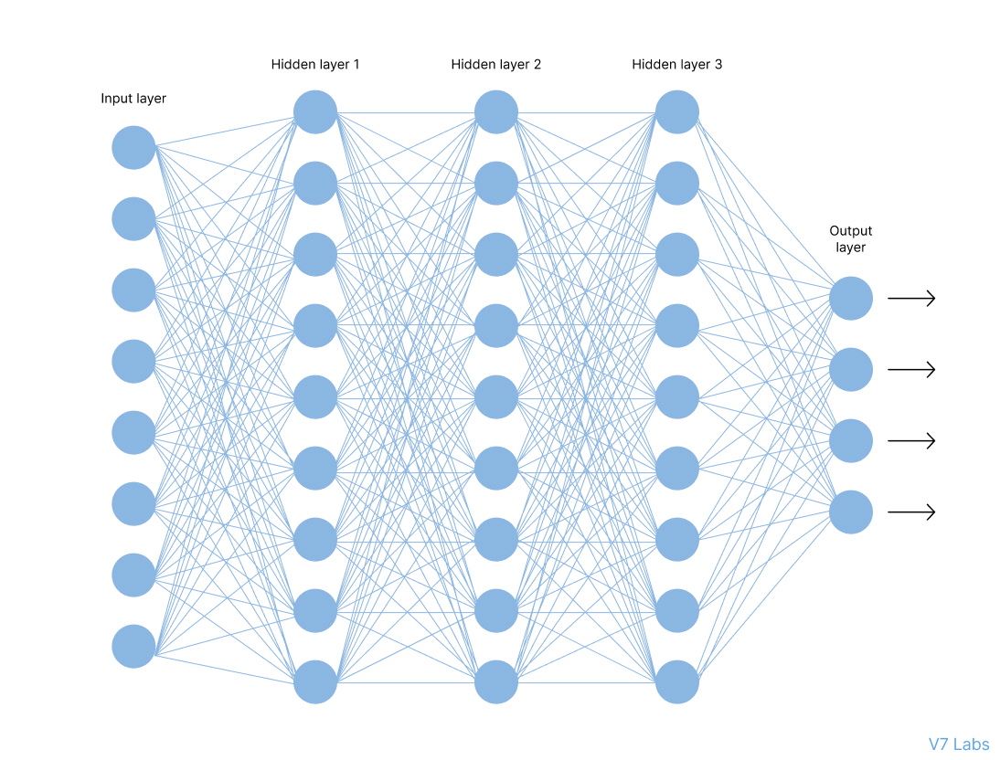 Hidden layer 1
Hidden layer 2
Hidden layer 3
Input layer
Output
layer
V7 Labs